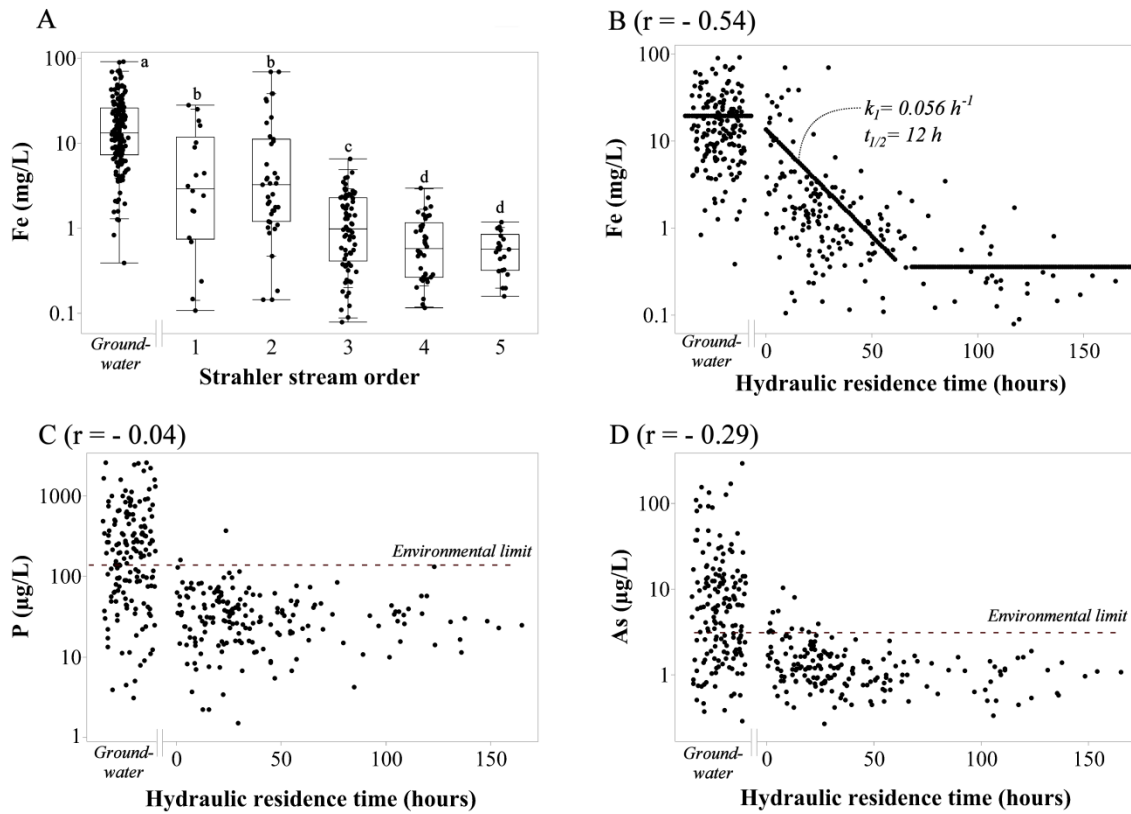 A
Fe (mg/L)
100
10
1
0.1
a
b
b
c
d
d
Ground-
water
1
2
3
4
5
Strahler stream order
B (r = - 0.54)
Fe (mg/L)
100
10
1
0.1
k₁= 0.056 h⁻¹
t₁/₂= 12 h
Ground-
water
0
50
100
150
Hydraulic residence time (hours)
C (r = - 0.04)
P (µg/L)
1000
100
10
1
Environmental limit
Ground-
water
0
50
100
150
Hydraulic residence time (hours)
D (r = - 0.29)
As (µg/L)
100
10
1
Environmental limit
Ground-
water
0
50
100
150
Hydraulic residence time (hours)